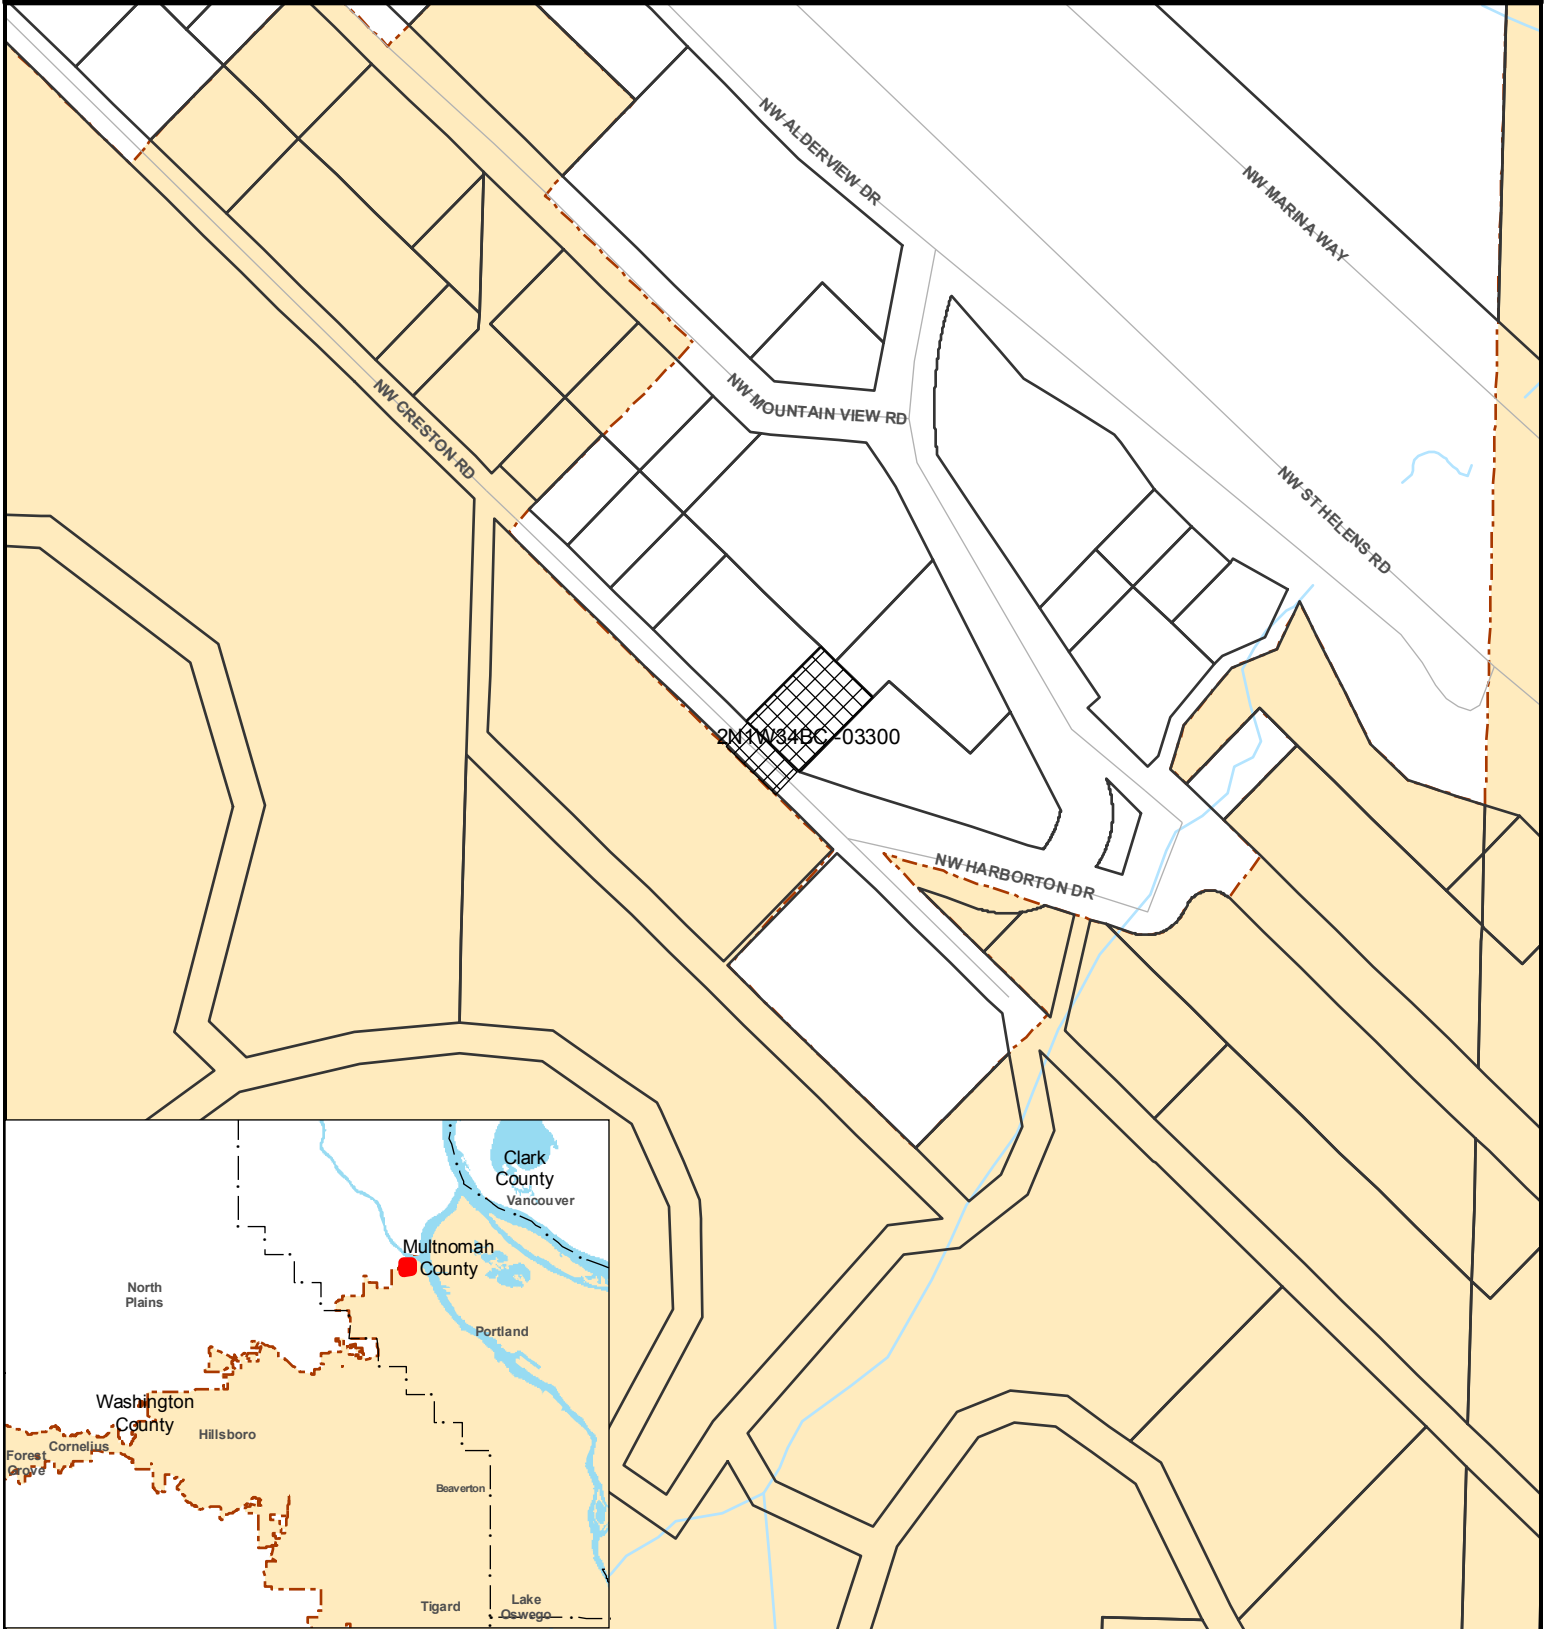 NW ALDERVIEW DR
NW MARINA WAY
NW MOUNTAIN VIEW RD
NW CRESTON RD
NW ST HELENS RD
2N1W34BC -03300
NW HARBORTON DR
Clark
County
Vancouver
Multnomah
County
North
Plains
Portland
Washington
County
Hillsboro
Cornelius
Forest
Grove
Beaverton
Tigard
Lake
Oswego